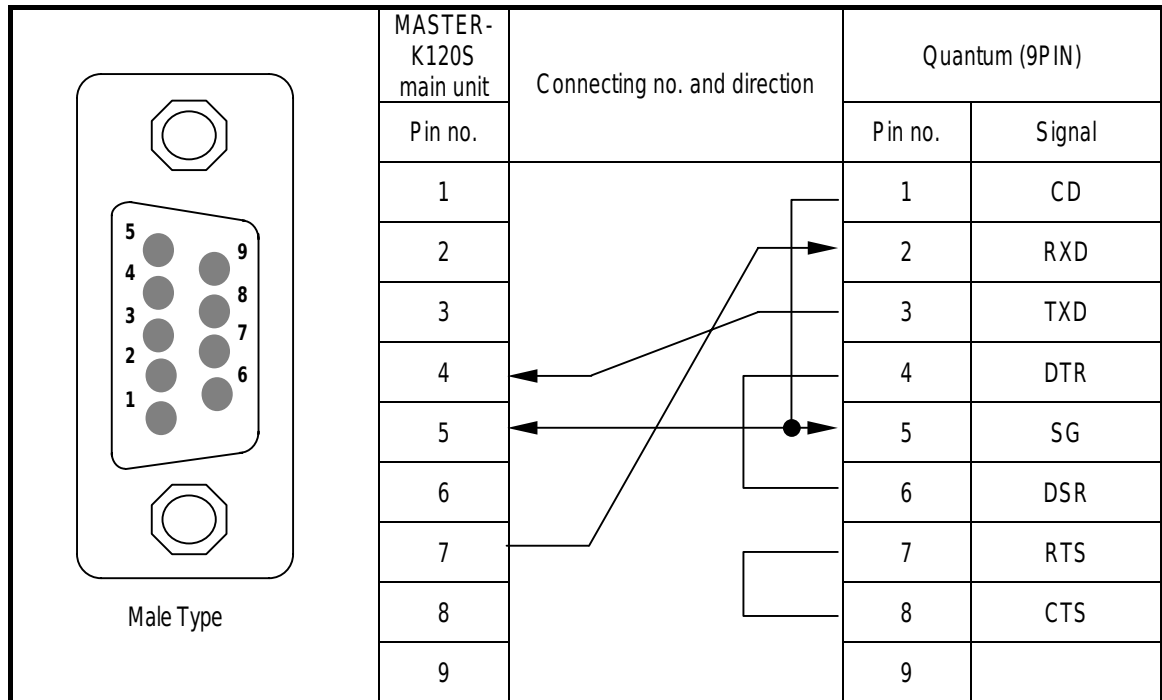 MASTER-
K120S
main unit
Connecting no. and direction
Quantum (9PIN)
Pin no.
Pin no.
Signal
1
1
CD
2
2
RXD
3
3
TXD
4
4
DTR
5
5
SG
6
6
DSR
7
7
RTS
8
8
CTS
9
9
5
9
4
8
3
7
2
6
1
Male Type